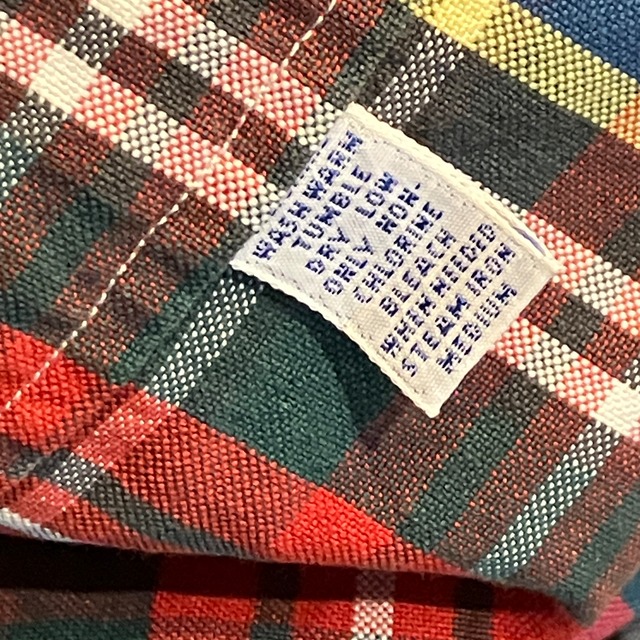 WASH WARM
TUMBLE
DRY LOW
ONLY NON-
CHLORINE
BLEACH
WHEN NEEDED
STEAM IRON
MEDIUM